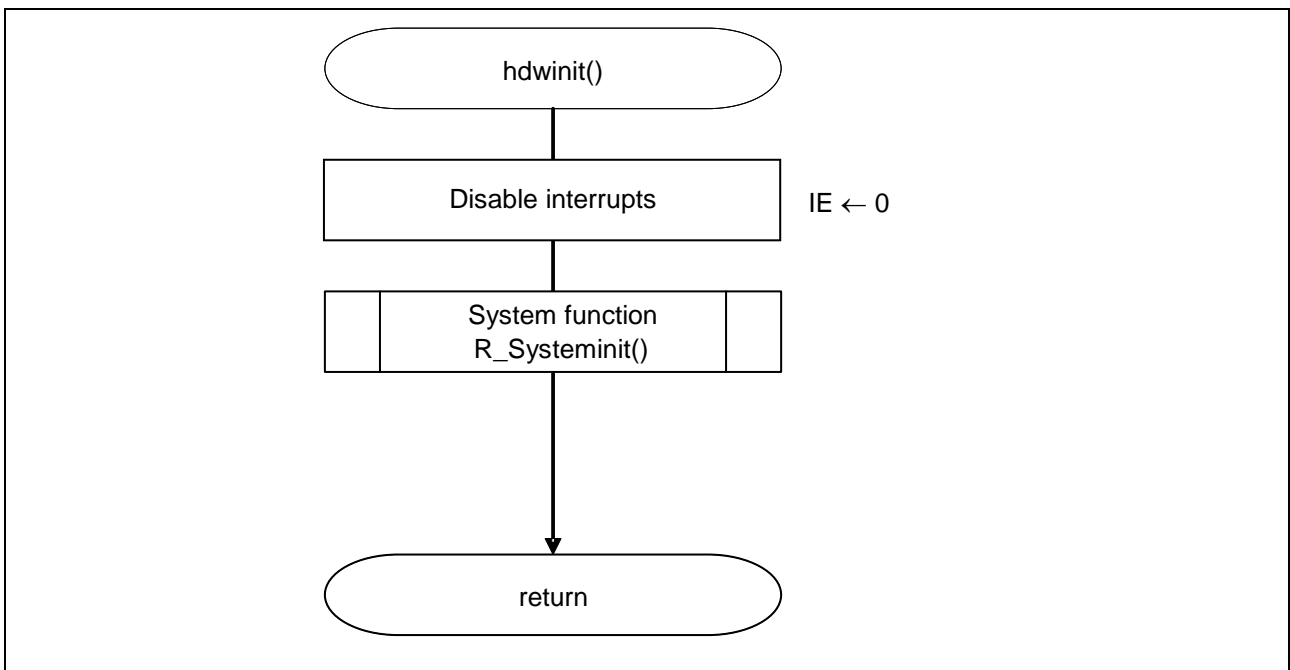 hdwinit()
Disable interrupts
IE ← 0
System function
R_Systeminit()
return